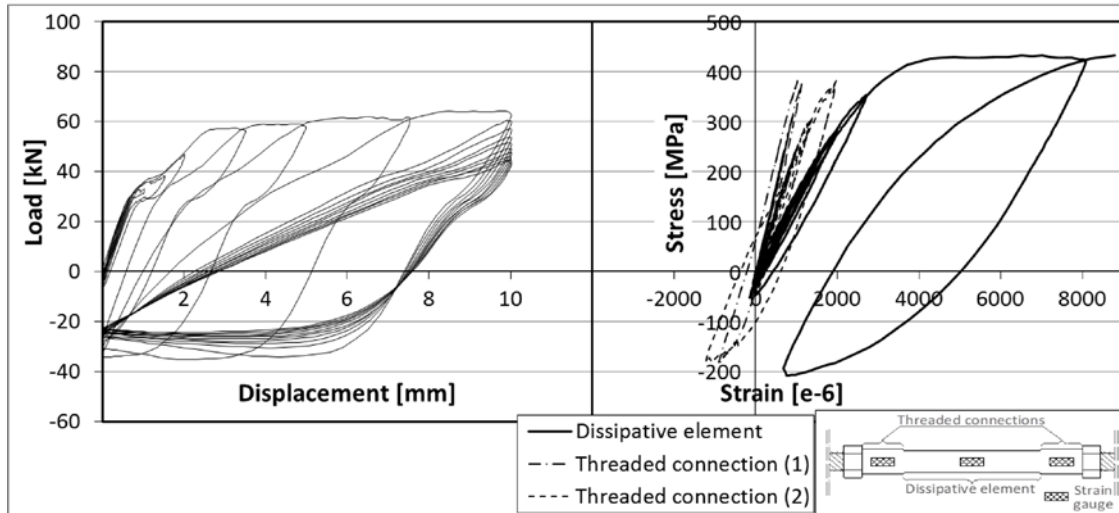 100
80
60
40
20
0
-20
-40
-60
Load [kN]
2 4 6 8 10
Displacement [mm]
500
400
300
200
100
0
-100
-200
Stress [MPa]
-2000 0 2000 4000 6000 8000
Strain [e-6]
Dissipative element
Threaded connection (1)
Threaded connection (2)
Threaded connections
Dissipative element
Strain
gauge